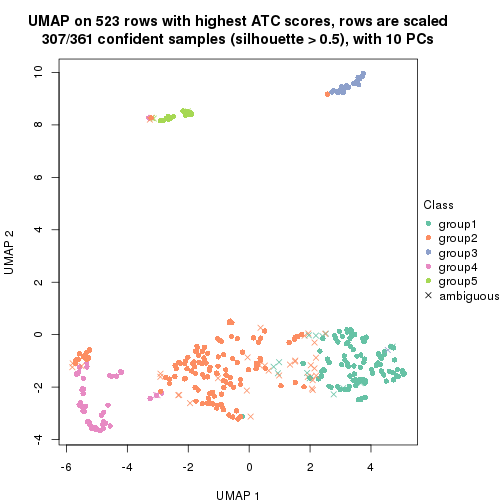 UMAP on 523 rows with highest ATC scores, rows are scaled
307/361 confident samples (silhouette > 0.5), with 10 PCs
10
8
6
4
2
0
-2
-4
UMAP 2
-6
-4
-2
0
2
4
UMAP 1
Class
group1
group2
group3
group4
group5
ambiguous